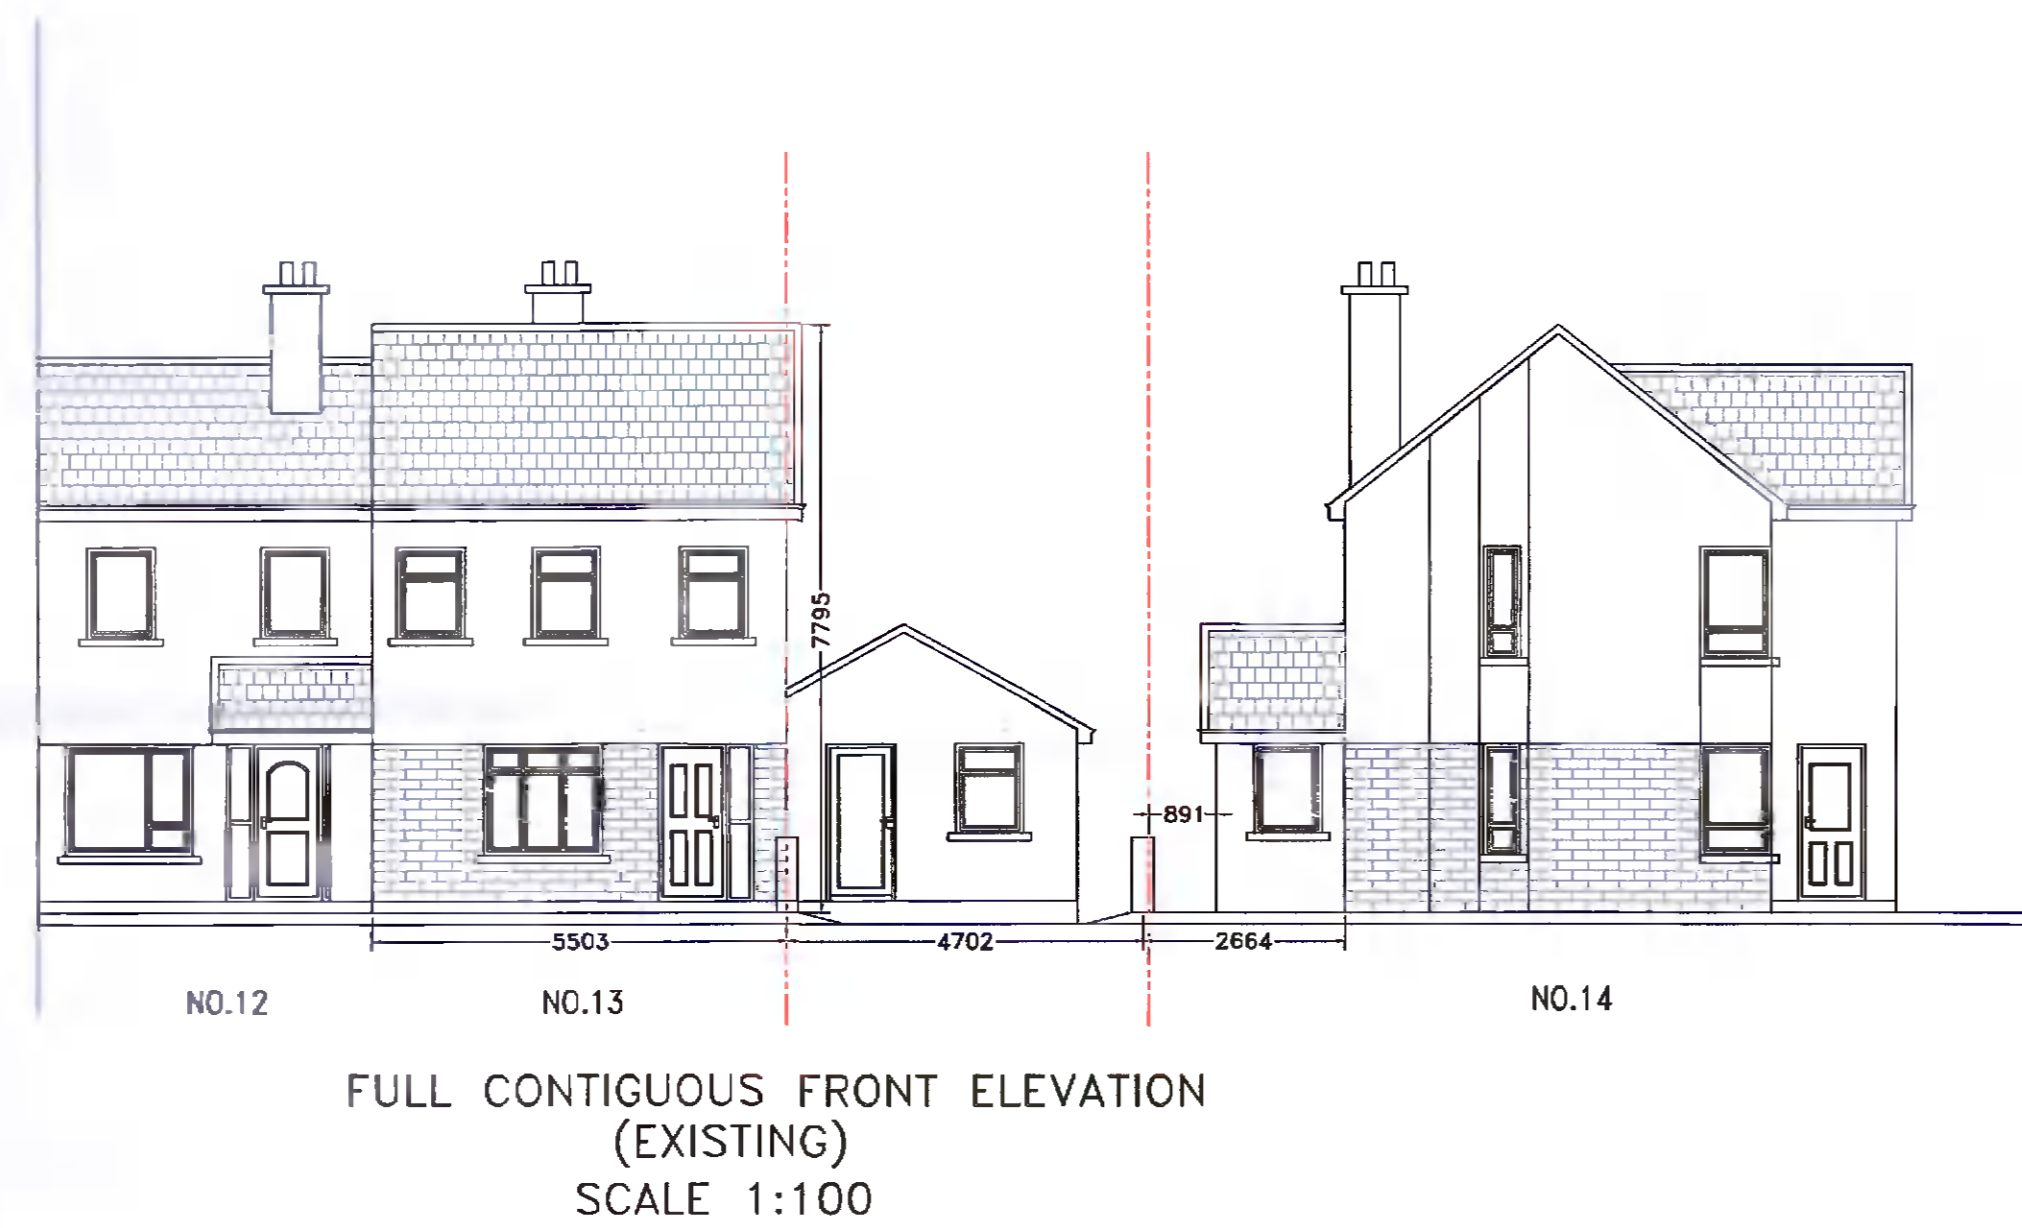 7795
891
5503
4702
2664
NO.12
NO.13
NO.14
FULL CONTIGUOUS FRONT ELEVATION
(EXISTING)
SCALE 1:100